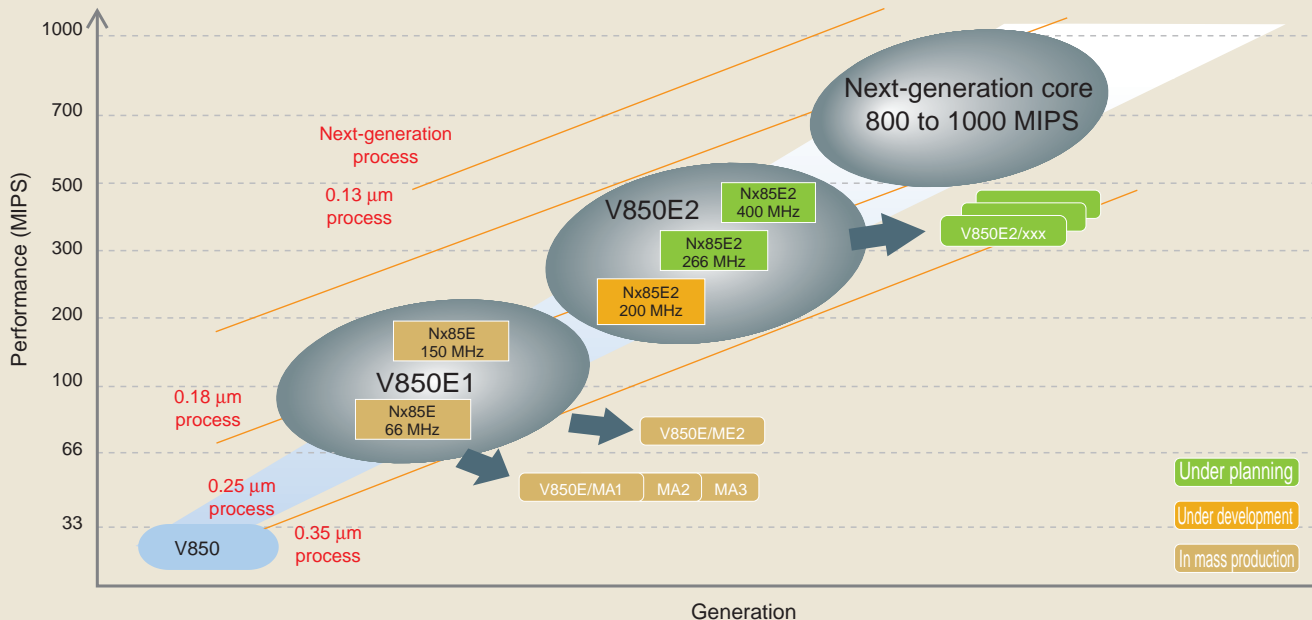 Performance (MIPS)
1000
700
500
300
200
100
66
33
Next-generation
process
0.13 µm
process
0.18 µm
process
0.25 µm
process
0.35 µm
process
V850
V850E1
Nx85E
150 MHz
Nx85E
66 MHz
V850E2
Nx85E2
400 MHz
Nx85E2
266 MHz
Nx85E2
200 MHz
Next-generation core
800 to 1000 MIPS
V850E2/xxx
V850E/ME2
V850E/MA1 MA2 MA3
Under planning
Under development
In mass production
Generation